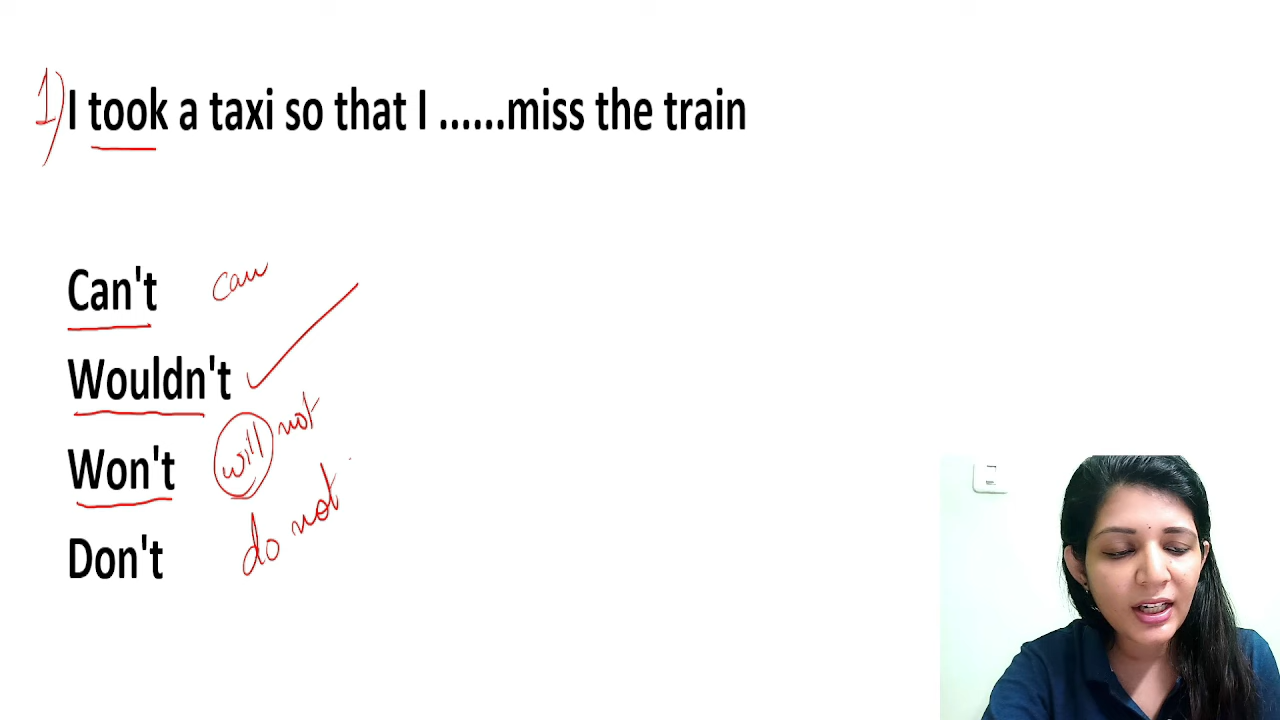 1) I took a taxi so that I ......miss the train
Can't can
Wouldn't
Won't will not
Don't do not